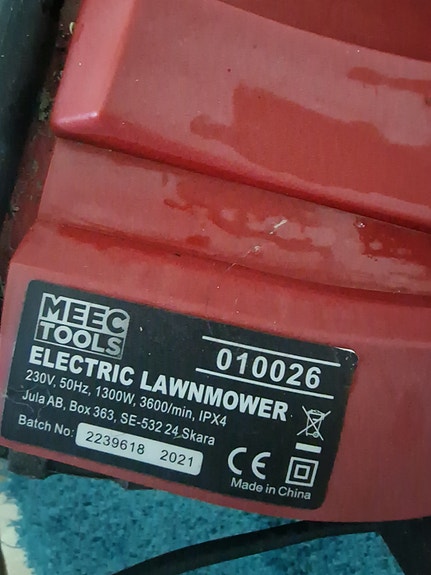 MEEC
TOOLS
010026
ELECTRIC LAWNMOWER
230V, 50Hz, 1300W, 3600/min, IPX4
Jula AB, Box 363, SE-532 24 Skara
Batch No: 2239618 2021
CE
Made in China